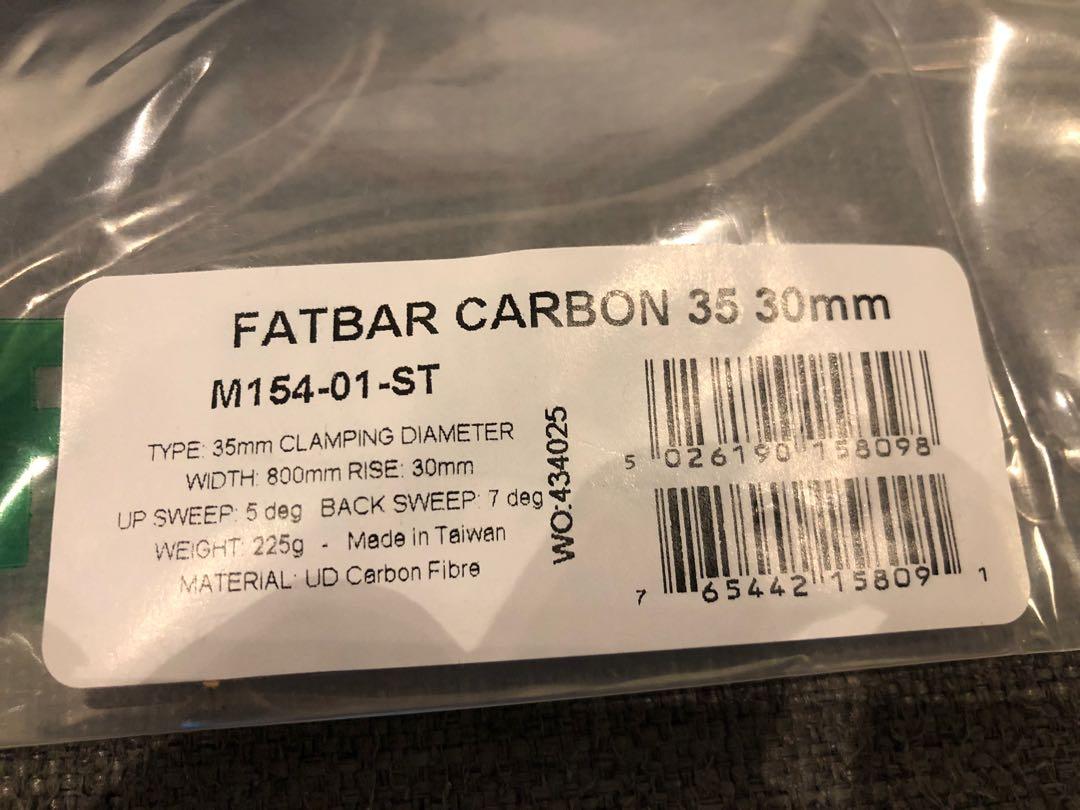 FATBAR CARBON 35 30mm
M154-01-ST
TYPE: 35mm CLAMPING DIAMETER
WIDTH: 800mm RISE: 30mm
UP SWEEP: 5 deg BACK SWEEP: 7 deg
WEIGHT: 225g - Made in Taiwan
MATERIAL: UD Carbon Fibre
WO:434025
5 026190 158098
7 65442 15809 1